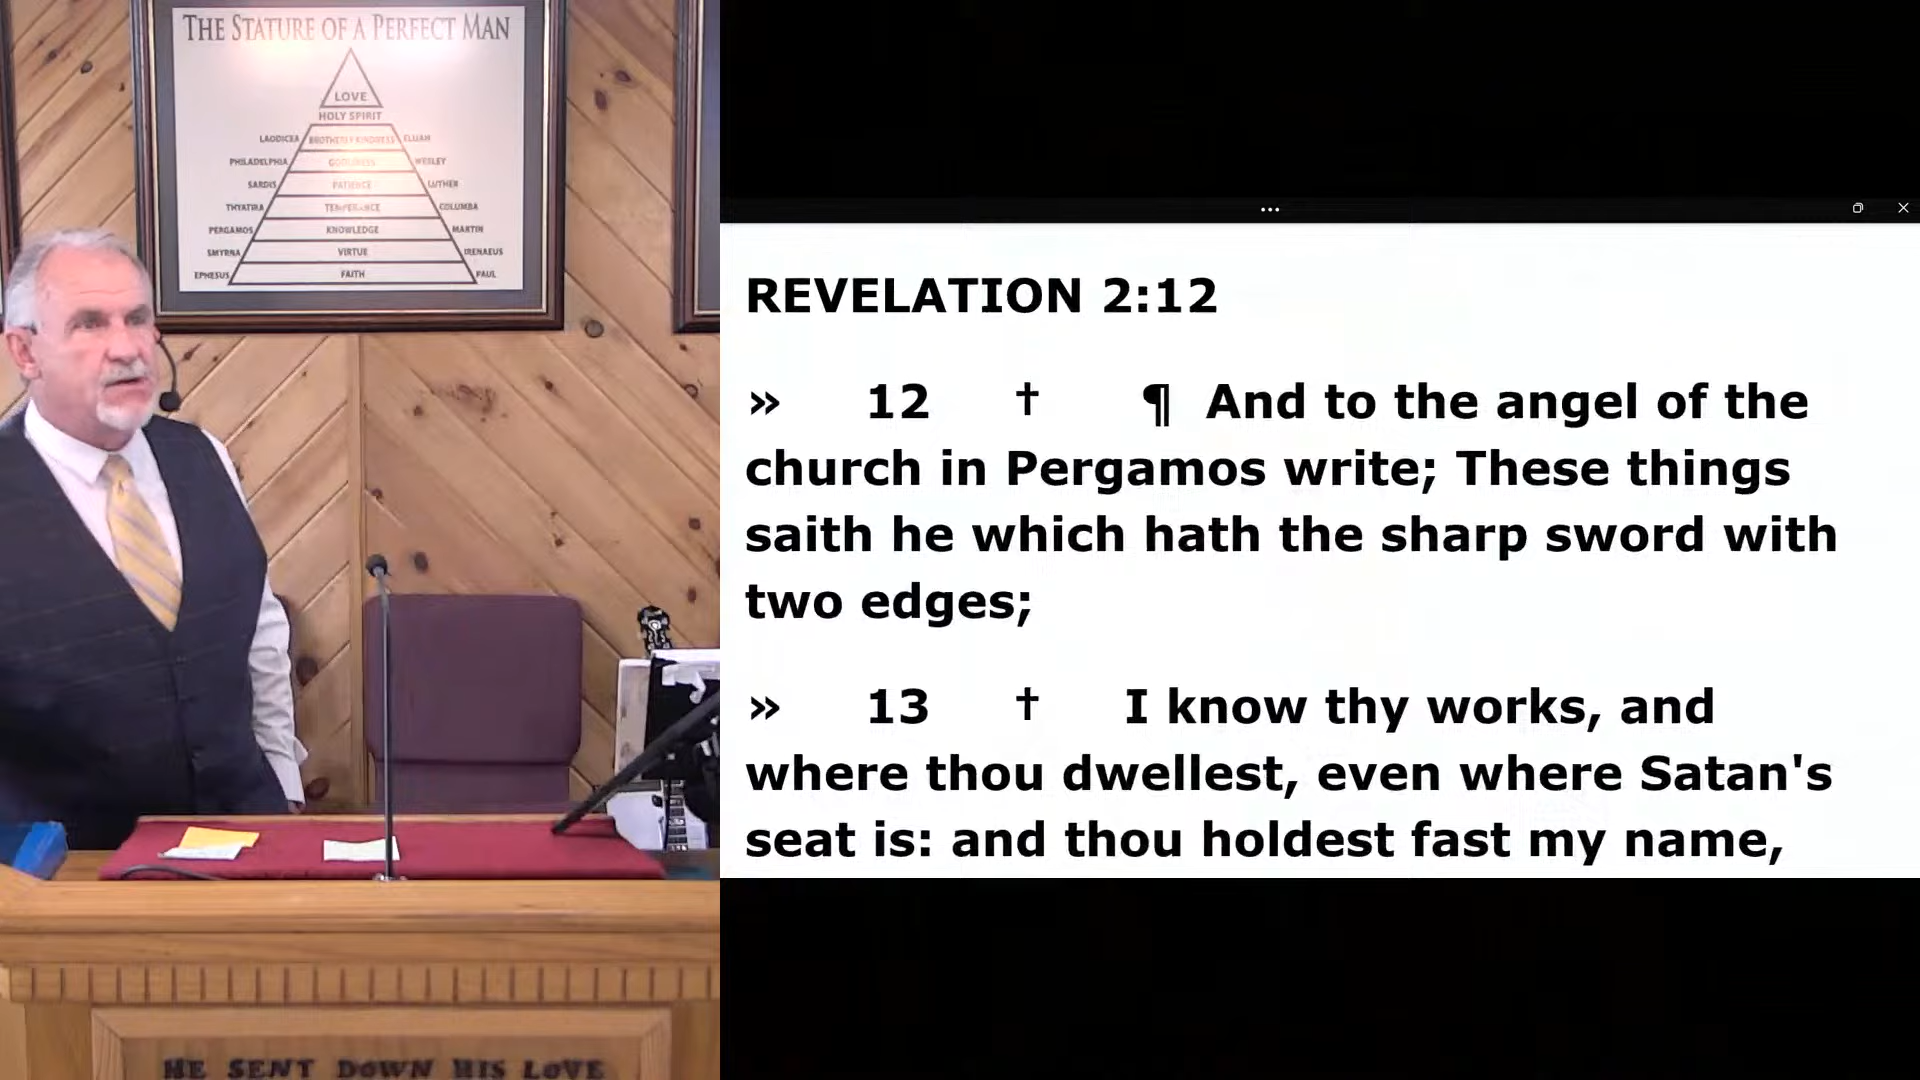 THE STATURE OF A PERFECT MAN
LOVE
HOLY SPIRIT
LAODICEA BROTHERLY KINDNESS ELIJAH
PHILADELPHIA GODLINESS WESLEY
SARDIS PATIENCE LUTHER
THYATIRA TEMPERANCE COLUMBA
PERGAMOS KNOWLEDGE MARTIN
SMYRNA VIRTUE IRENAEUS
EPHESUS FAITH PAUL
HE SENT DOWN HIS LOVE
REVELATION 2:12
» 12 † ¶ And to the angel of the
church in Pergamos write; These things
saith he which hath the sharp sword with
two edges;
» 13 † I know thy works, and
where thou dwellest, even where Satan's
seat is: and thou holdest fast my name,